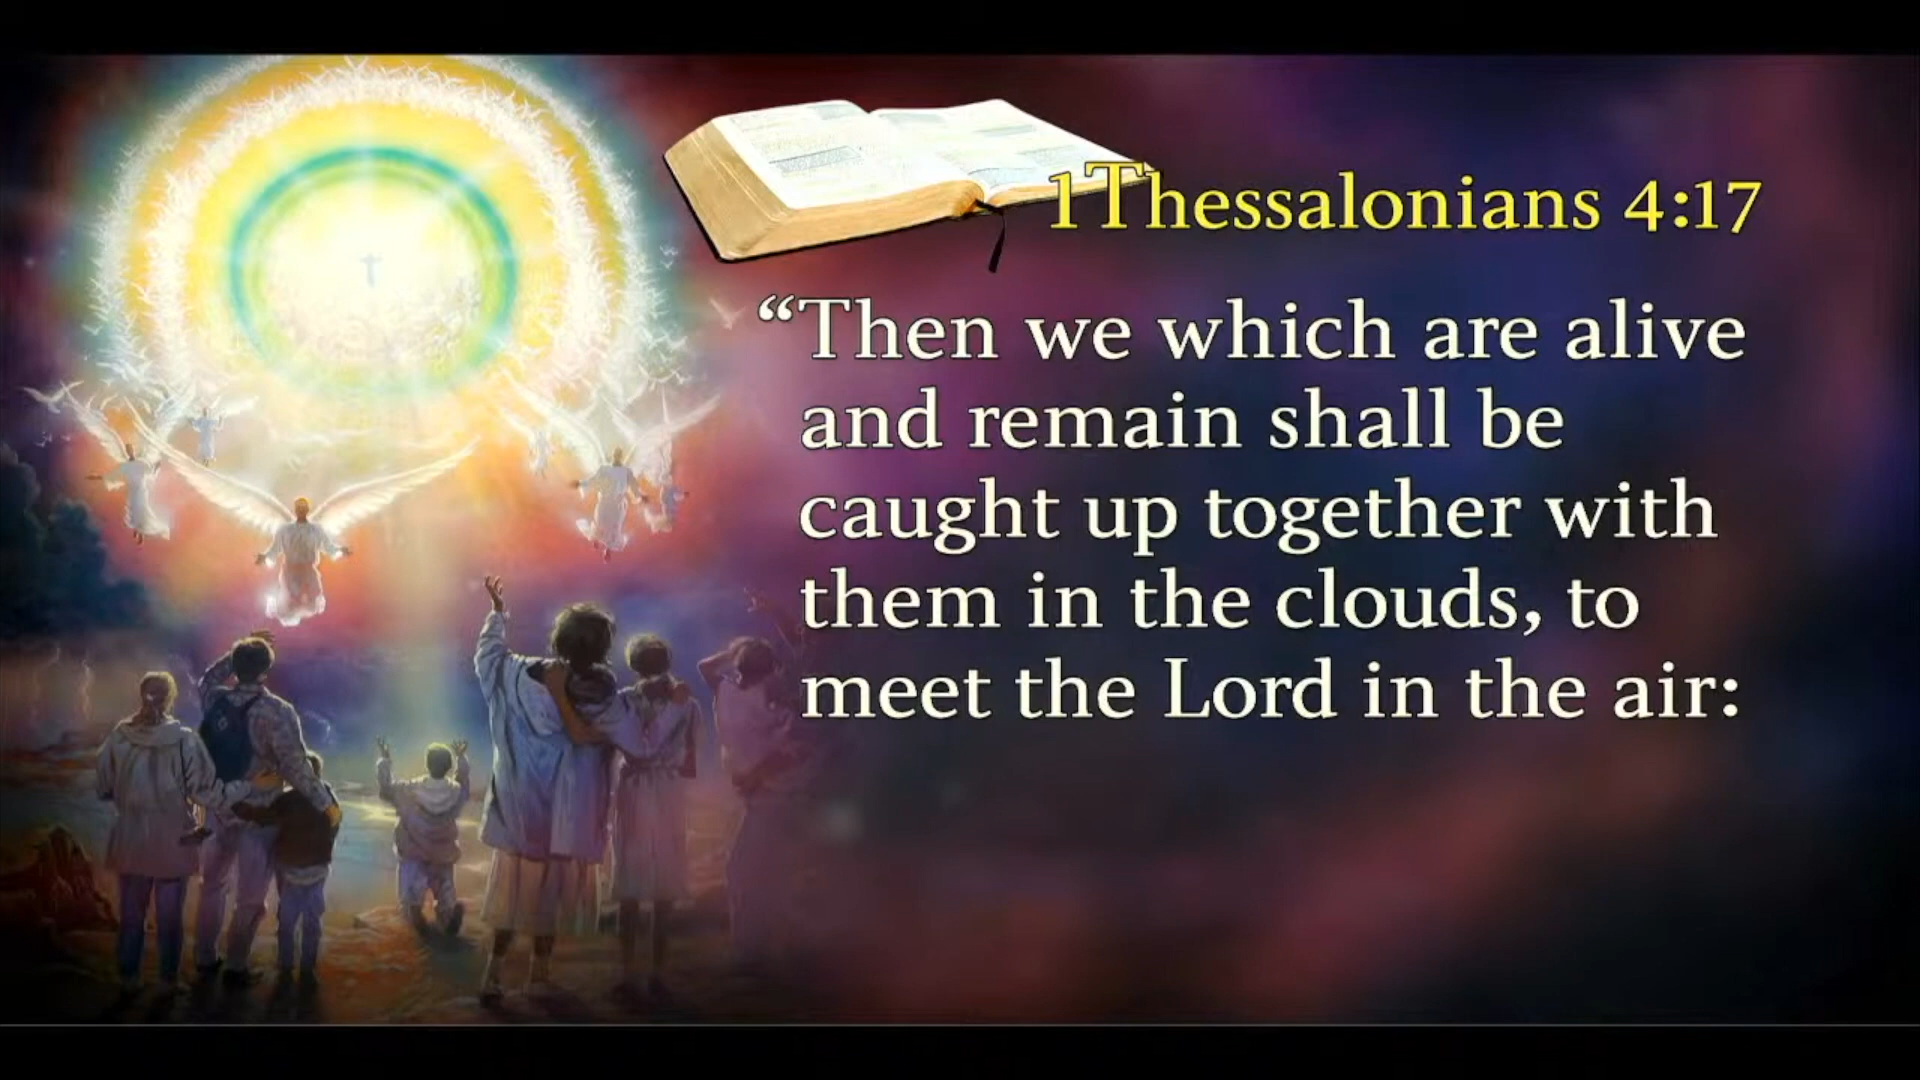 1Thessalonians 4:17
“Then we which are alive
and remain shall be
caught up together with
them in the clouds, to
meet the Lord in the air: